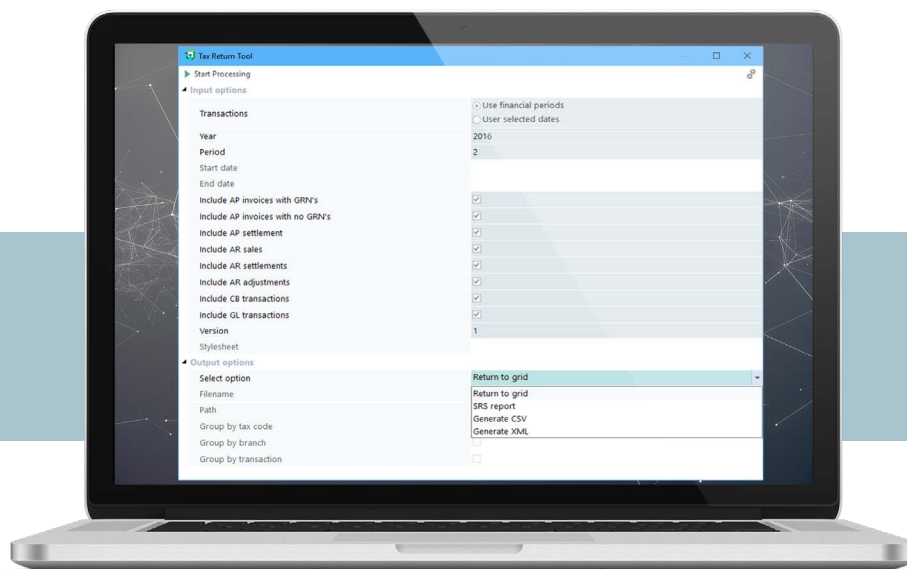 Tax Return Tool
Start Processing
Input options
Transactions
Use financial periods
User selected dates
Year 2016
Period 2
Start date
End date
Include AP invoices with GRN's
Include AP invoices with no GRN's
Include AP settlement
Include AR sales
Include AR settlements
Include AR adjustments
Include CB transactions
Include GL transactions
Version 1
Stylesheet
Output options
Select option Return to grid
Filename Return to grid
SRS report
Path
Generate CSV
Group by tax code Generate XML
Group by branch
Group by transaction